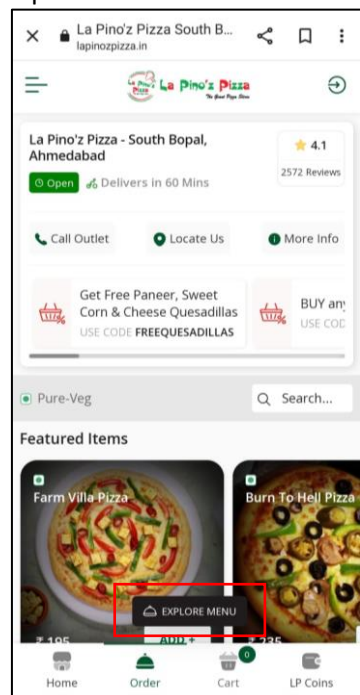 La Pino'z Pizza South B...
lapinozpizza.in
La Pino'z Pizza
La Pino'z Pizza - South Bopal,
Ahmedabad
4.1
2572 Reviews
Open
Delivers in 60 Mins
Call Outlet
Locate Us
More Info
Get Free Paneer, Sweet
Corn & Cheese Quesadillas
USE CODE FREEQUESADILLAS
BUY any
USE COD
Pure-Veg
Search...
Featured Items
Farm Villa Pizza
Burn To Hell Pizza
EXPLORE MENU
₹ 195
ADD +
₹ 235
0
Home
Order
Cart
LP Coins